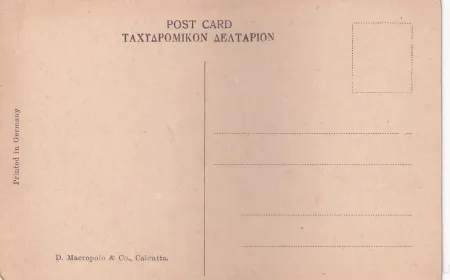 POST CARD
ΤΑΧΥΔΡΟΜΙΚΟΝ ΔΕΛΤΑΡΙΟΝ
Printed in Germany
D. Macropolo & Co., Calcutta.